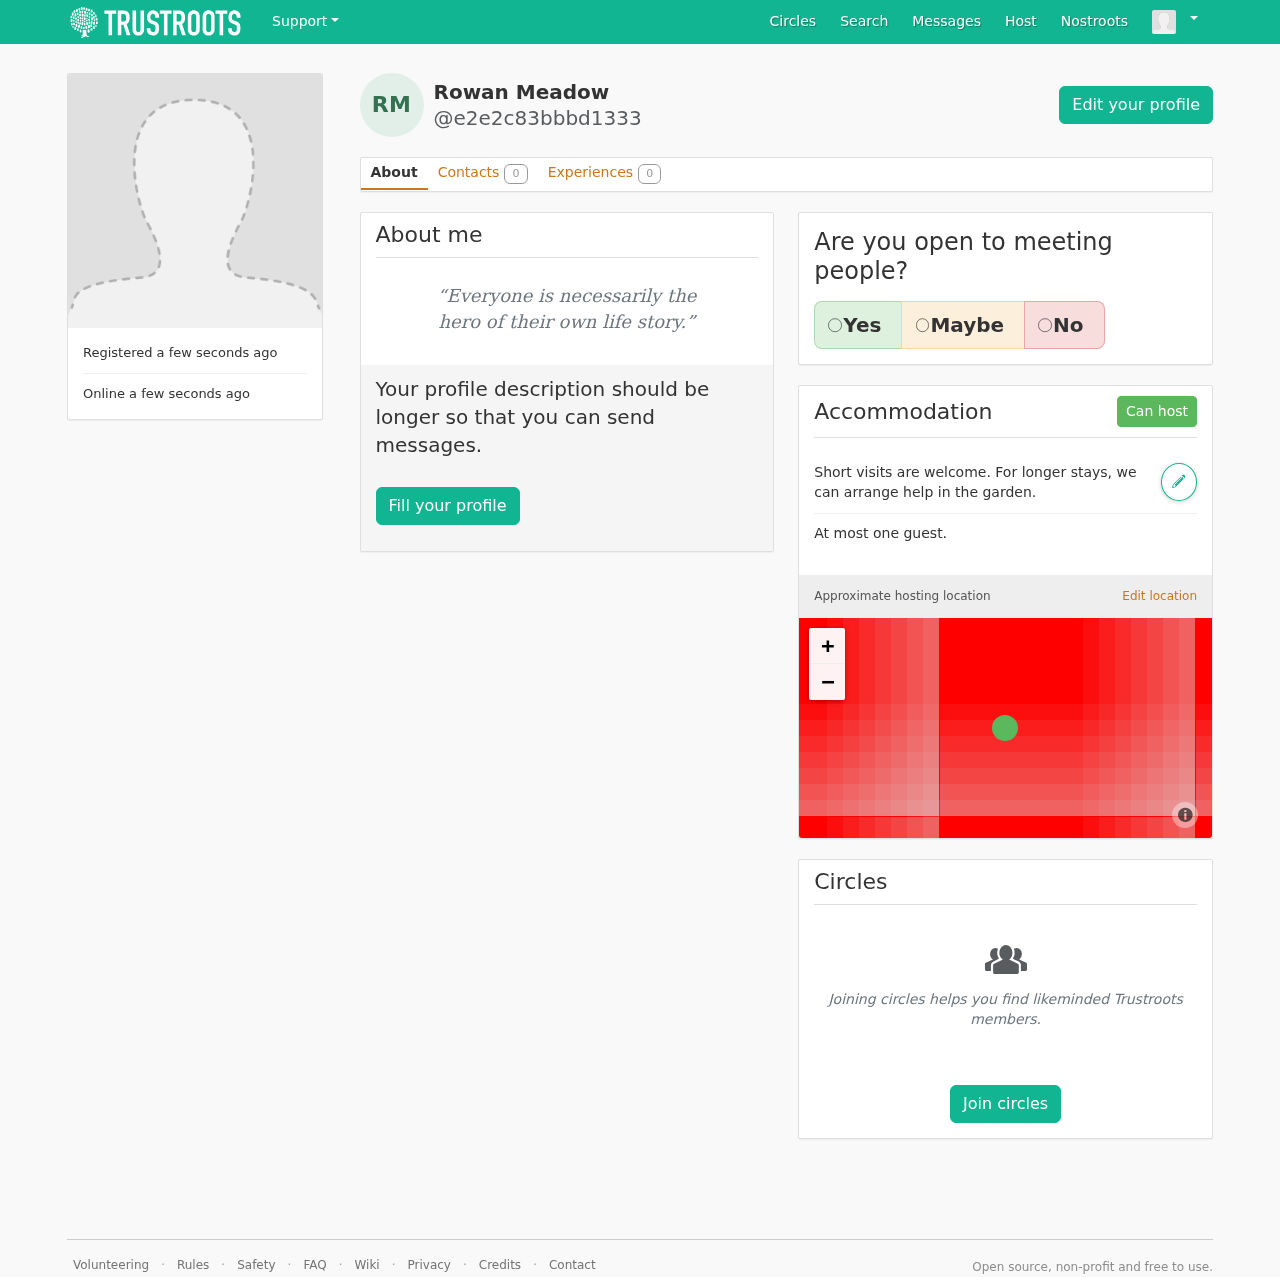 TRUSTROOTS
Support
Circles
Search
Messages
Host
Nostroots
RM
Rowan Meadow
@e2e2c83bbbd1333
Edit your profile
Registered a few seconds ago
Online a few seconds ago
About
Contacts 0
Experiences 0
About me
“Everyone is necessarily the
hero of their own life story.”
Your profile description should be
longer so that you can send
messages.
Fill your profile
Are you open to meeting
people?
Yes
Maybe
No
Accommodation
Can host
Short visits are welcome. For longer stays, we
can arrange help in the garden.
At most one guest.
Approximate hosting location
Edit location
+
−
Circles
Joining circles helps you find likeminded Trustroots
members.
Join circles
Volunteering · Rules · Safety · FAQ · Wiki · Privacy · Credits · Contact
Open source, non-profit and free to use.